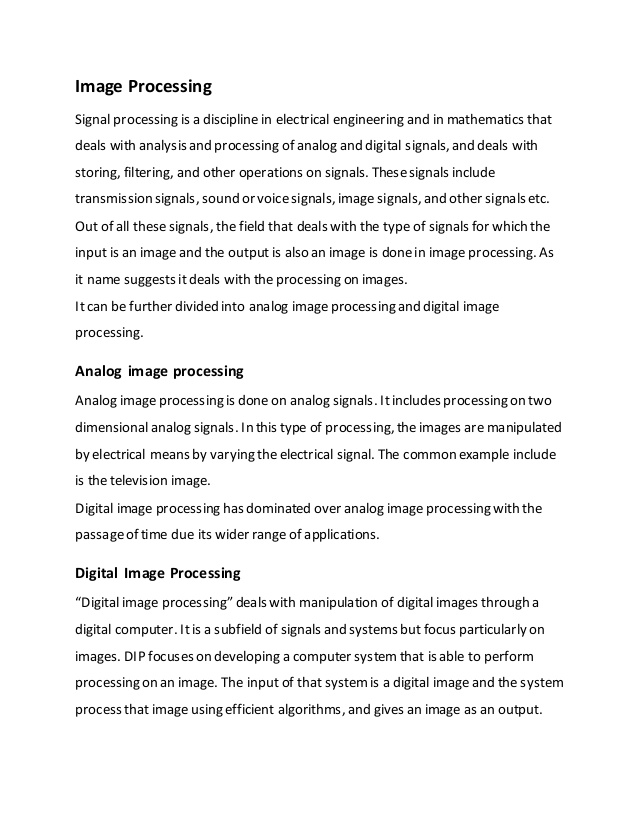 Image Processing
Signal processing is a discipline in electrical engineering and in mathematics that
deals with analysis and processing of analog and digital signals, and deals with
storing, filtering, and other operations on signals. These signals include
transmission signals, sound or voice signals, image signals, and other signals etc.
Out of all these signals, the field that deals with the type of signals for which the
input is an image and the output is also an image is done in image processing. As
it name suggests it deals with the processing on images.
It can be further divided into analog image processing and digital image
processing.
Analog image processing
Analog image processing is done on analog signals. It includes processing on two
dimensional analog signals. In this type of processing, the images are manipulated
by electrical means by varying the electrical signal. The common example include
is the television image.
Digital image processing has dominated over analog image processing with the
passage of time due its wider range of applications.
Digital Image Processing
“Digital image processing” deals with manipulation of digital images through a
digital computer. It is a subfield of signals and systems but focus particularly on
images. DIP focuses on developing a computer system that is able to perform
processing on an image. The input of that system is a digital image and the system
process that image using efficient algorithms, and gives an image as an output.